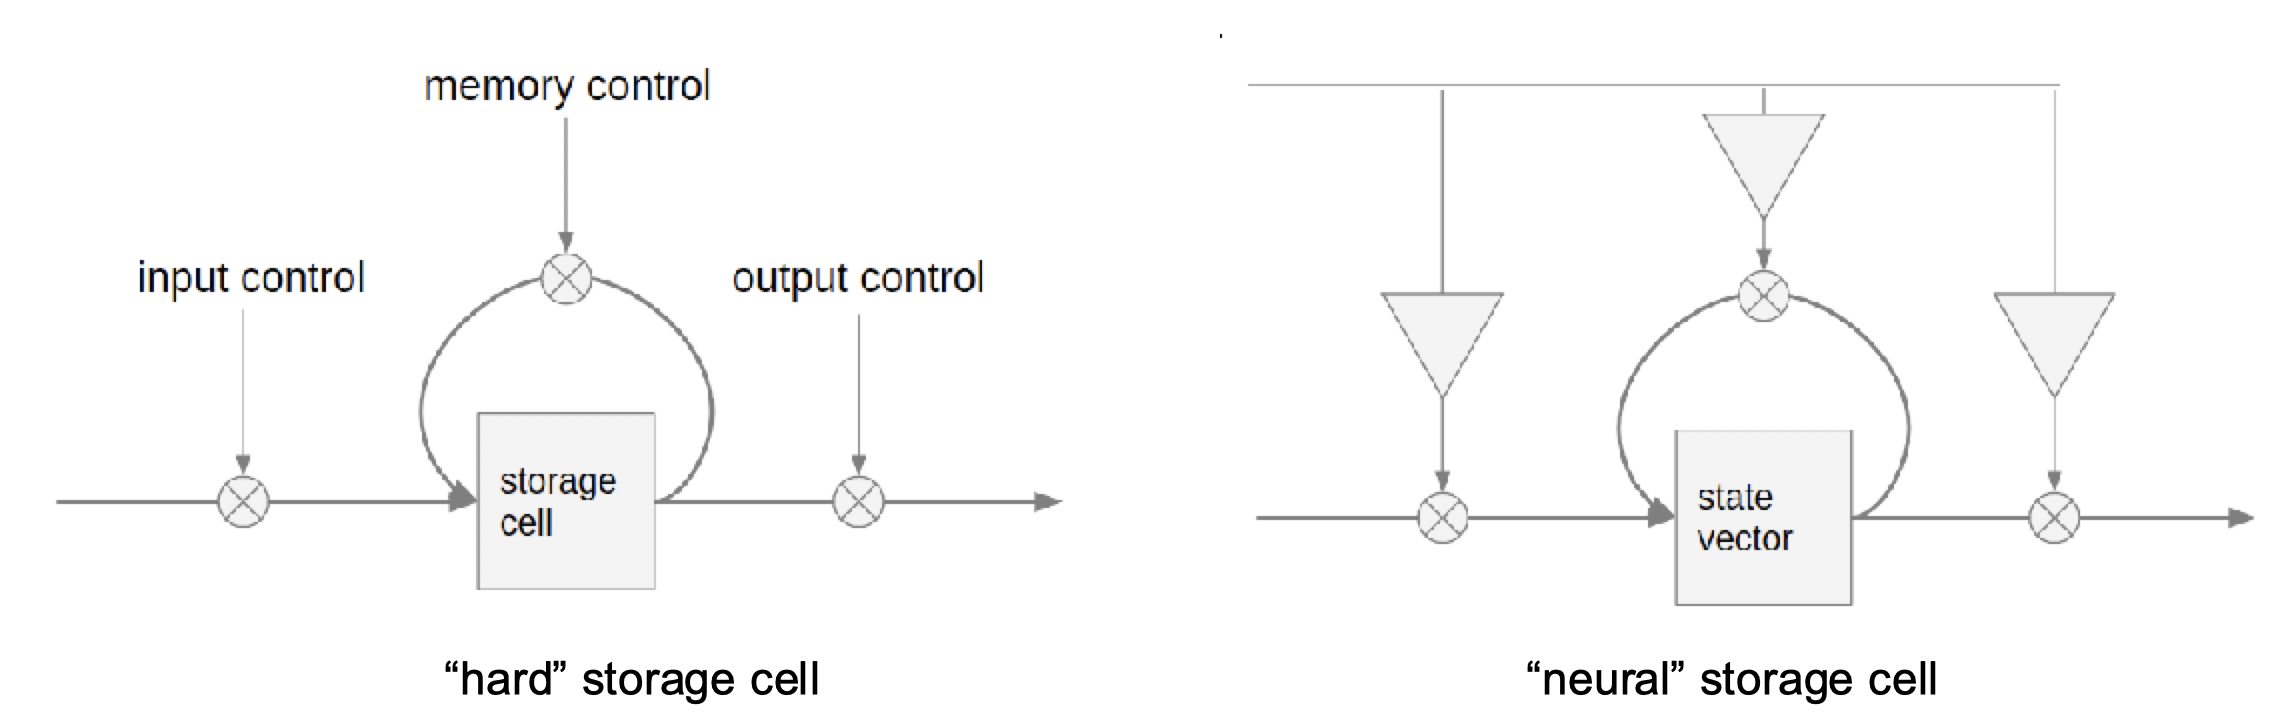 memory control
input control
output control
storage
cell
“hard” storage cell
state
vector
“neural” storage cell